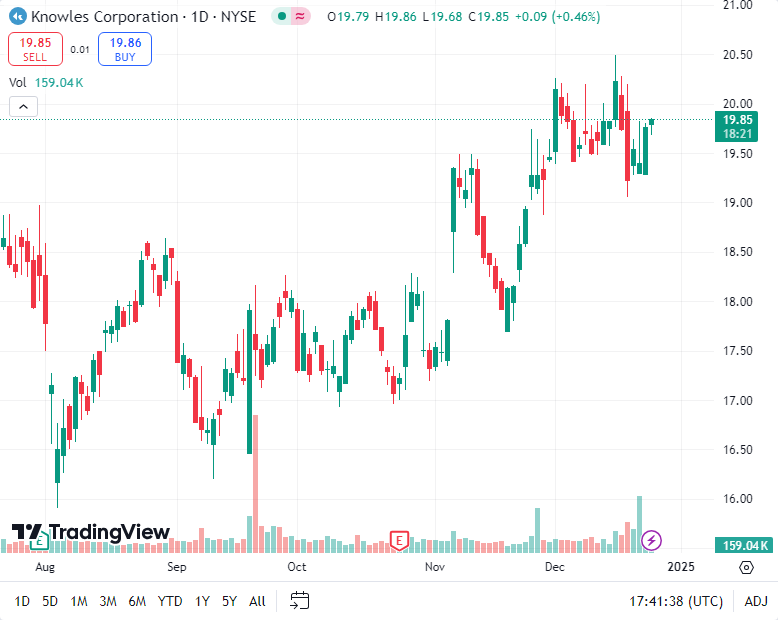 Knowles Corporation · 1D · NYSE O19.79 H19.86 L19.68 C19.85 +0.09 (+0.46%)
19.85 SELL 0.01 19.86 BUY
Vol 159.04K
21.00
20.50
20.00
19.85
18:21
19.50
19.00
18.50
18.00
17.50
17.00
16.50
16.00
TradingView
E E
159.04K
Aug Sep Oct Nov Dec 2025
1D 5D 1M 3M 6M YTD 1Y 5Y All 17:41:38 (UTC) ADJ